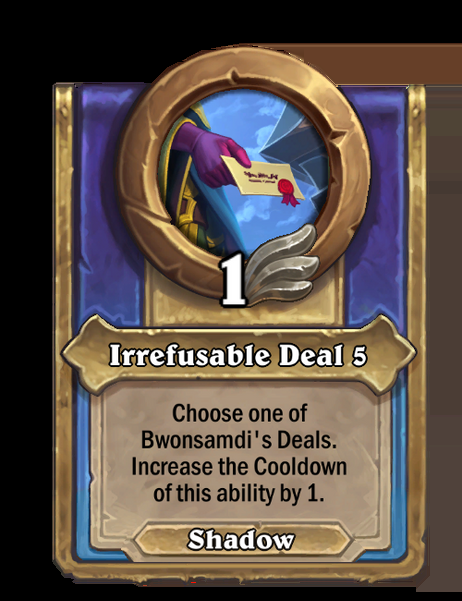 1
Irrefusable Deal 5
Choose one of
Bwonsamdi's Deals.
Increase the Cooldown
of this ability by 1.
Shadow